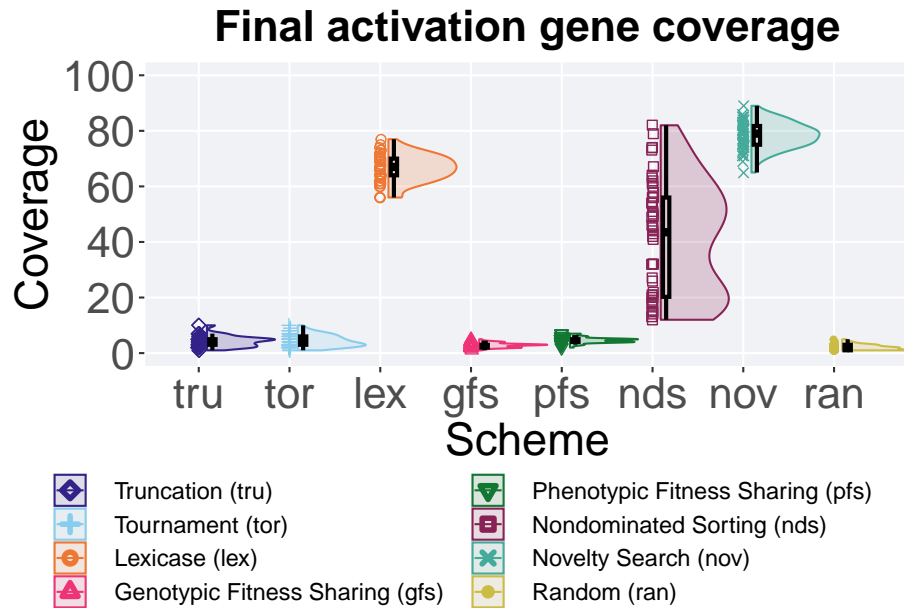 Final activation gene coverage
Coverage
100
80
60
40
20
0
tru tor lex gfs pfs nds nov ran
Scheme
Truncation (tru)
Tournament (tor)
Lexicase (lex)
Genotypic Fitness Sharing (gfs)
Phenotypic Fitness Sharing (pfs)
Nondominated Sorting (nds)
Novelty Search (nov)
Random (ran)